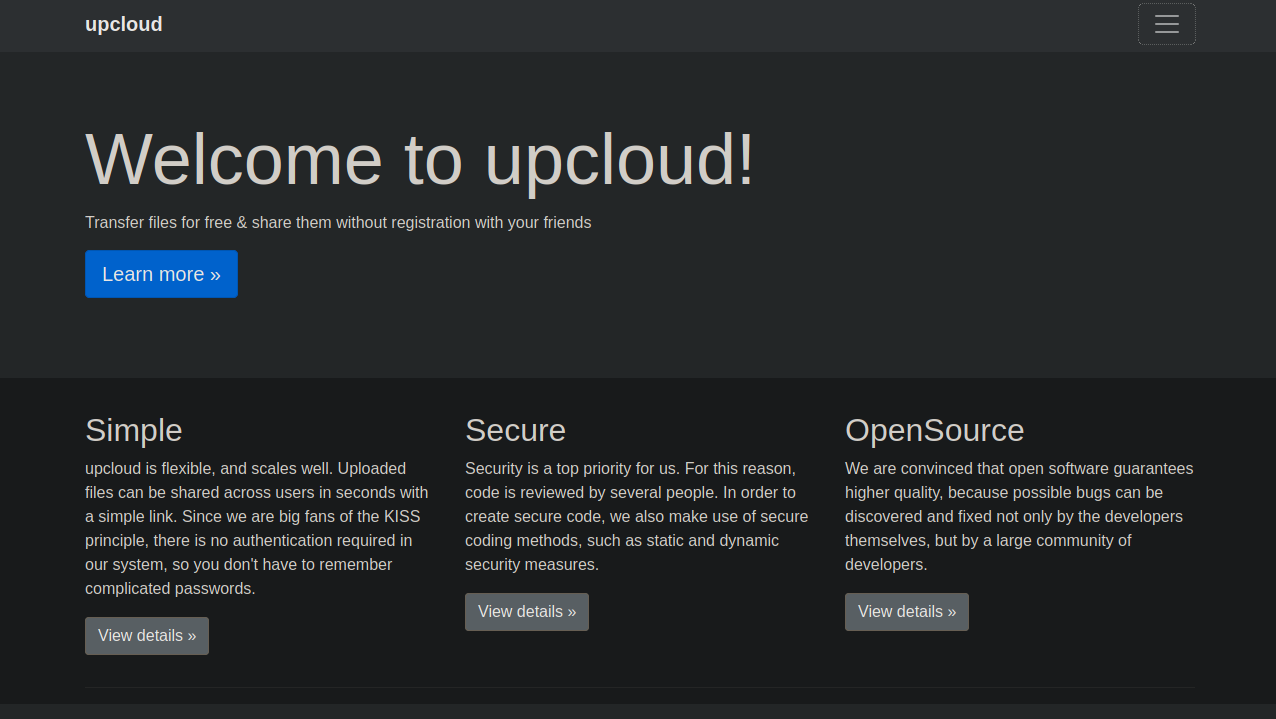 upcloud
Welcome to upcloud!
Transfer files for free & share them without registration with your friends
Learn more »
Simple
upcloud is flexible, and scales well. Uploaded
files can be shared across users in seconds with
a simple link. Since we are big fans of the KISS
principle, there is no authentication required in
our system, so you don't have to remember
complicated passwords.
View details »
Secure
Security is a top priority for us. For this reason,
code is reviewed by several people. In order to
create secure code, we also make use of secure
coding methods, such as static and dynamic
security measures.
View details »
OpenSource
We are convinced that open software guarantees
higher quality, because possible bugs can be
discovered and fixed not only by the developers
themselves, but by a large community of
developers.
View details »